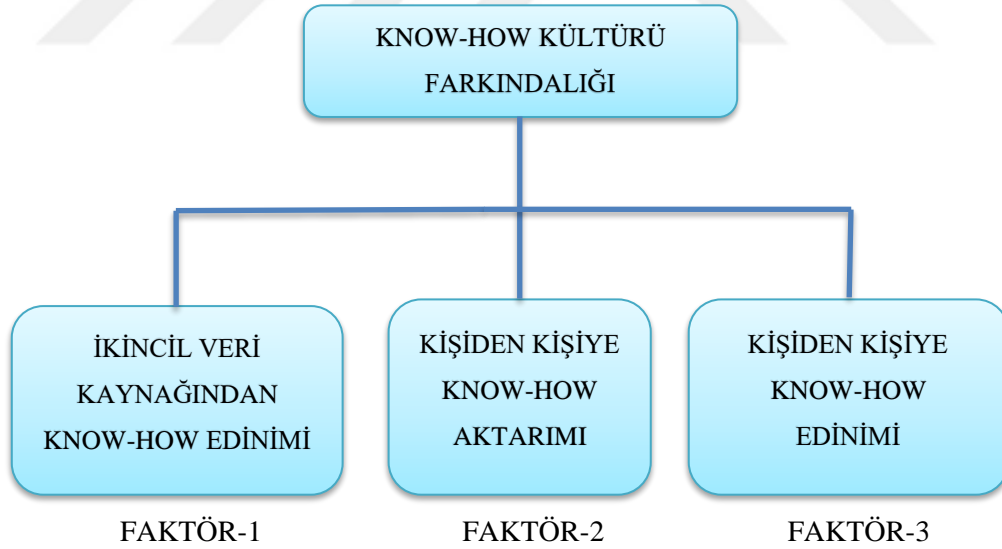 KNOW-HOW KÜLTÜRÜ
FARKINDALIĞI
İKİNCİL VERİ
KAYNAĞINDAN
KNOW-HOW EDİNİMİ
KİŞİDEN KİŞİYE
KNOW-HOW
AKTARIMI
KİŞİDEN KİŞİYE
KNOW-HOW
EDİNİMİ
FAKTÖR-1
FAKTÖR-2
FAKTÖR-3